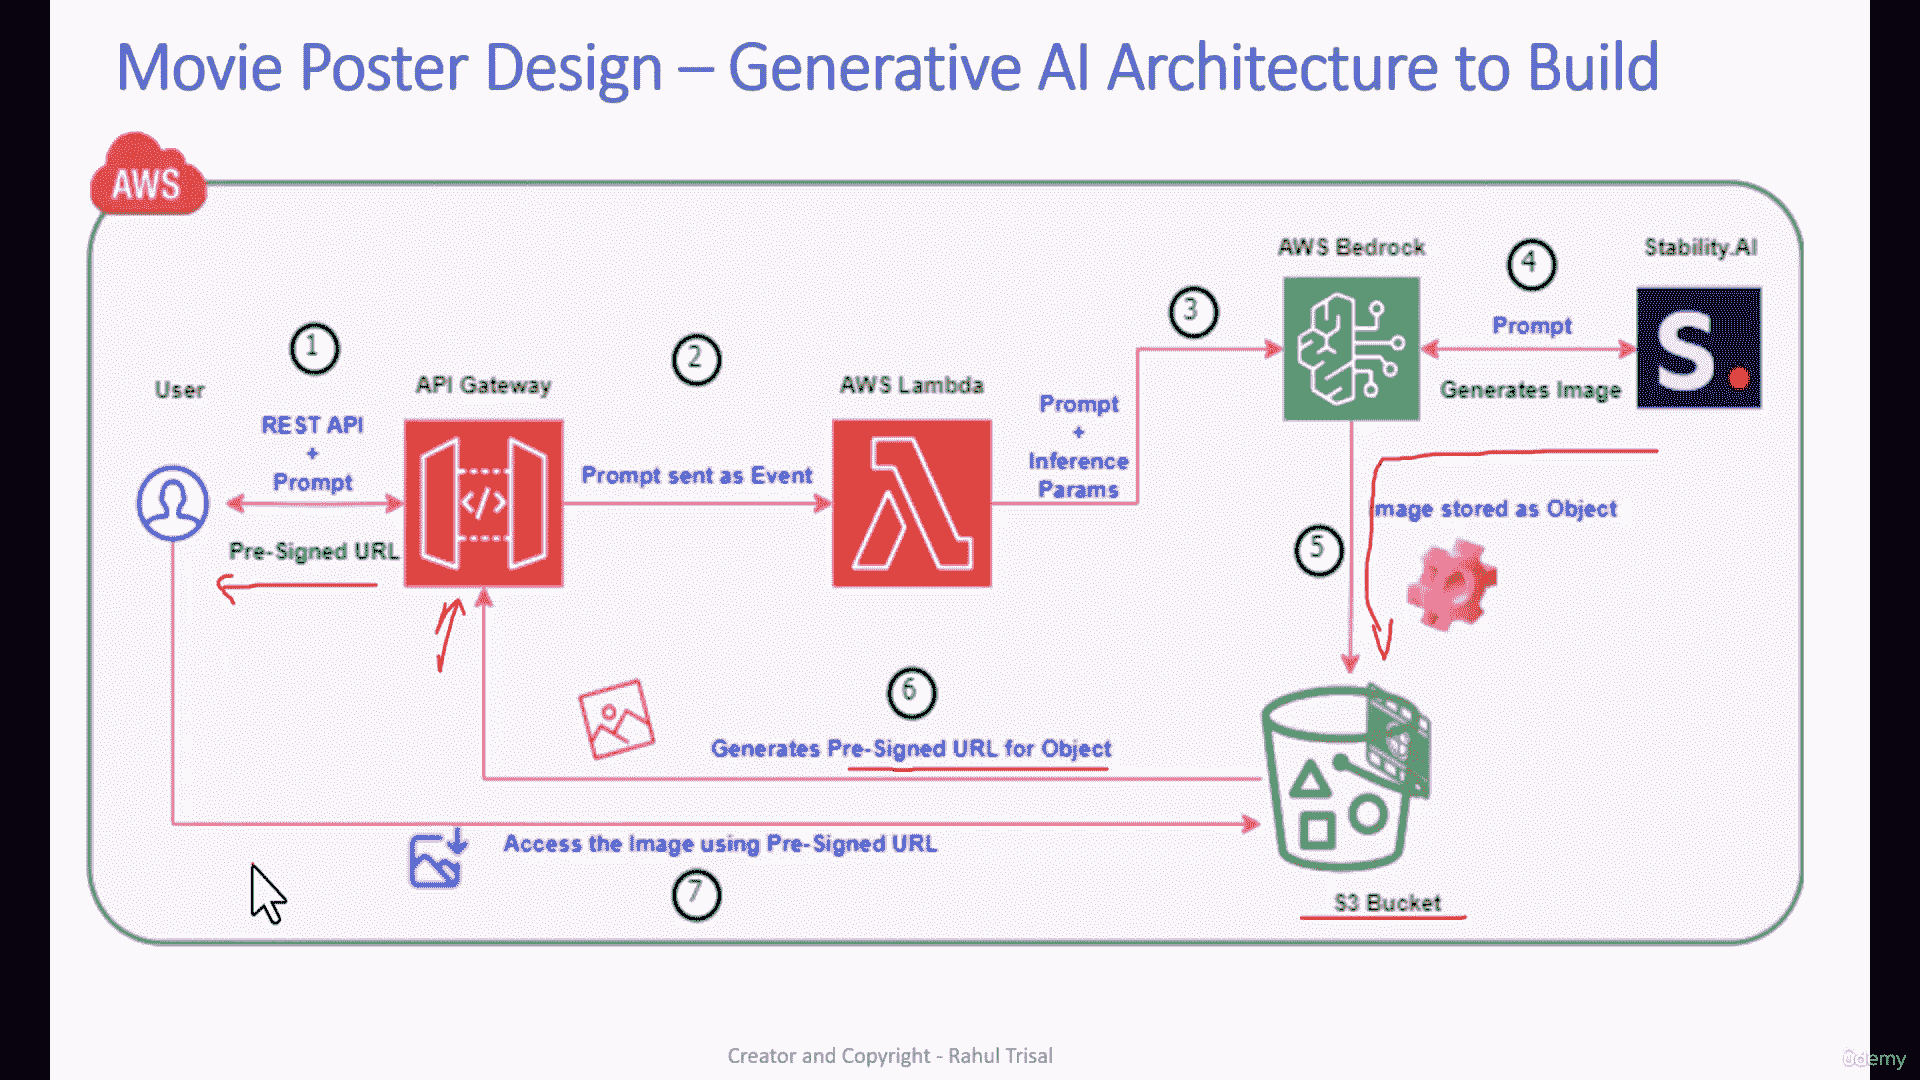 Movie Poster Design – Generative AI Architecture to Build
AWS
AWS Bedrock
4
Stability.AI
3
Prompt
S.
1
2
User
API Gateway
AWS Lambda
Generates Image
REST API
+
Prompt
Prompt
+
Inference
Params
Prompt sent as Event
</>
Pre-Signed URL
mage stored as Object
5
6
Generates Pre-Signed URL for Object
Access the Image using Pre-Signed URL
7
S3 Bucket
Creator and Copyright - Rahul Trisal
ûdemy